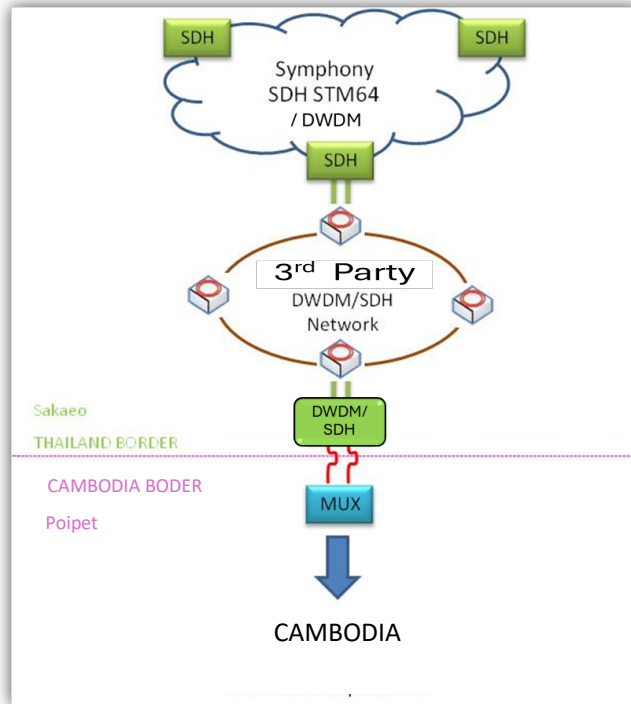 SDH
SDH
Symphony
SDH STM64
/ DWDM
SDH
3rd Party
DWDM/SDH
Network
DWDM/
SDH
Sakaeo
THAILAND BORDER
CAMBODIA BODER
Poipet
MUX
CAMBODIA